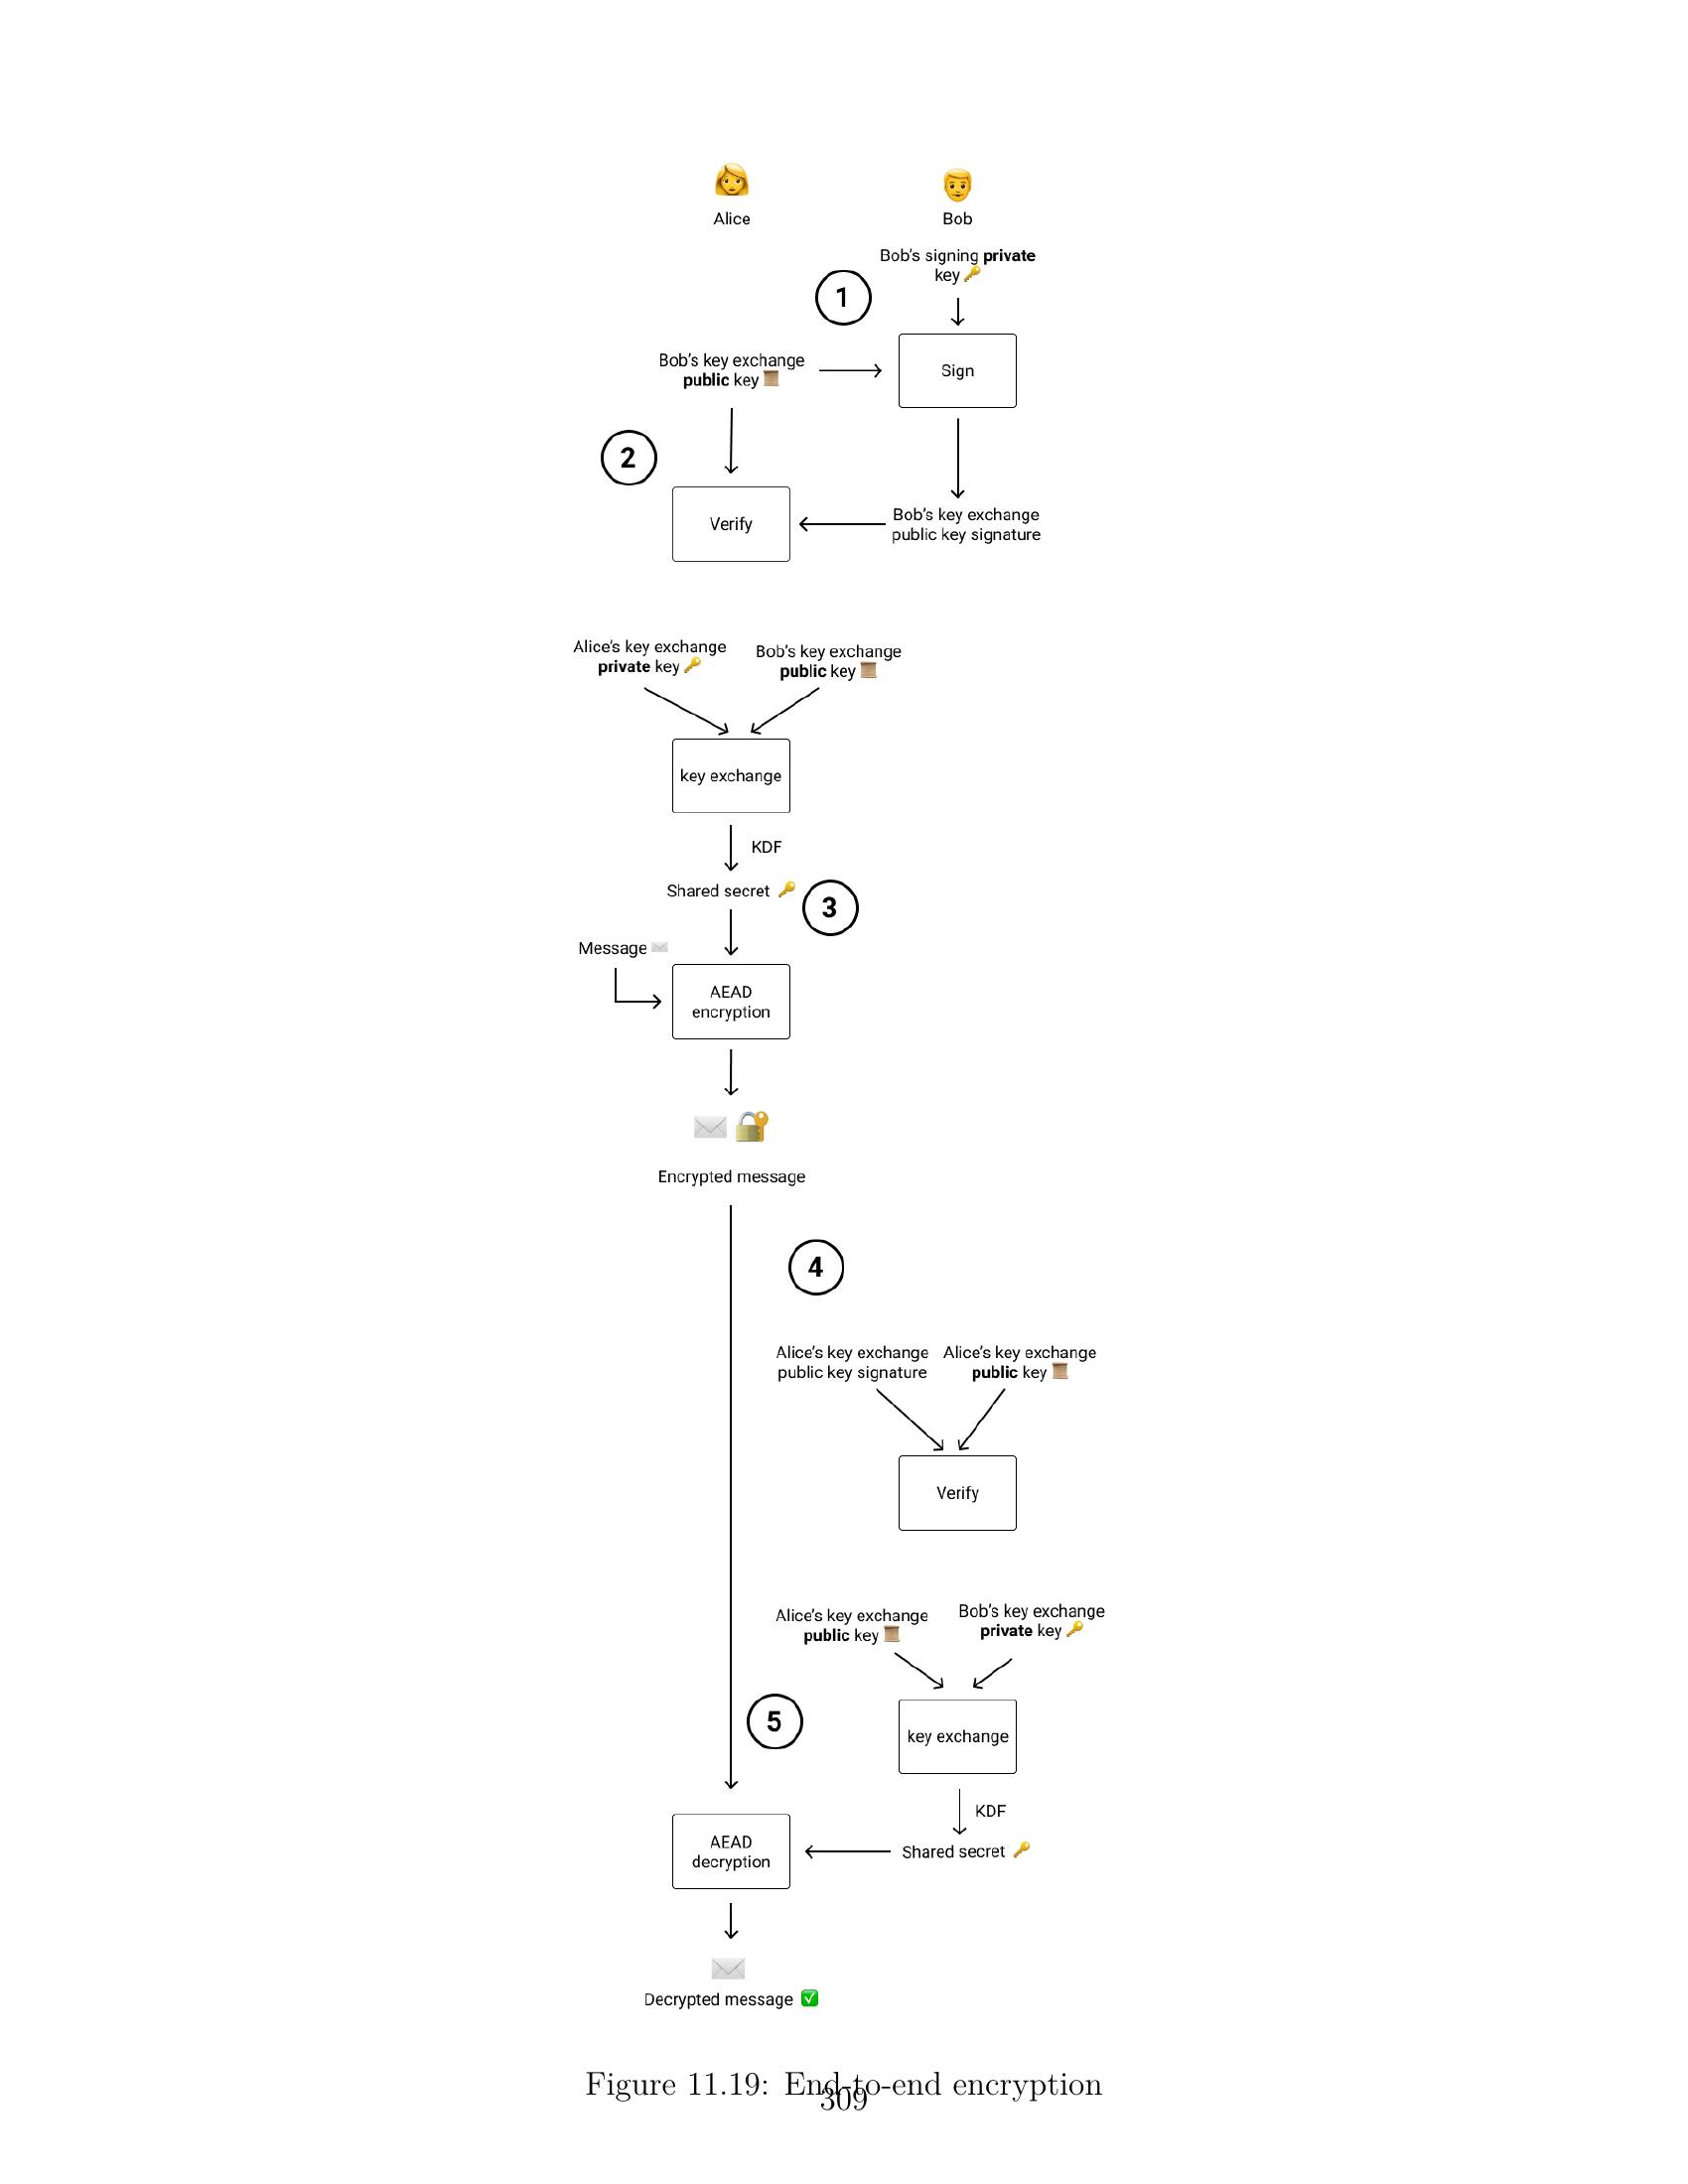 Alice
Bob
Bob's signing private
key
1
Bob's key exchange
public key
Sign
2
Verify
Bob's key exchange
public key signature
Alice's key exchange
private key
Bob's key exchange
public key
key exchange
KDF
Shared secret
3
Message
AEAD
encryption
Encrypted message
4
Alice's key exchange
public key signature
Alice's key exchange
public key
Verify
Alice's key exchange
public key
Bob's key exchange
private key
5
key exchange
KDF
AEAD
decryption
Shared secret
Decrypted message
Figure 11.19: End-to-end encryption
309